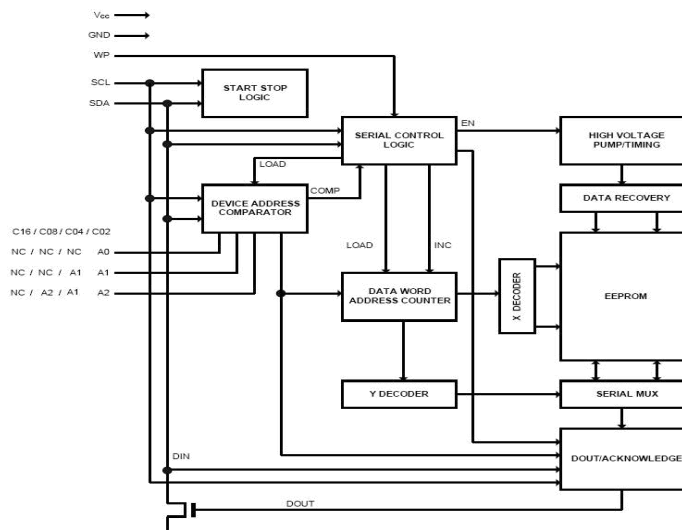 Vcc
GND
WP
SCL
SDA
START STOP
LOGIC
SERIAL CONTROL
LOGIC
EN
HIGH VOLTAGE
PUMP/TIMING
LOAD
COMP
DEVICE ADDRESS
COMPARATOR
DATA RECOVERY
C16 / C08 / C04 / C02
NC / NC / NC A0
NC / NC / A1 A1
NC / A2 / A1 A2
LOAD
INC
DATA WORD
ADDRESS COUNTER
X DECODER
EEPROM
Y DECODER
SERIAL MUX
DIN
DOUT/ACKNOWLEDGE
DOUT